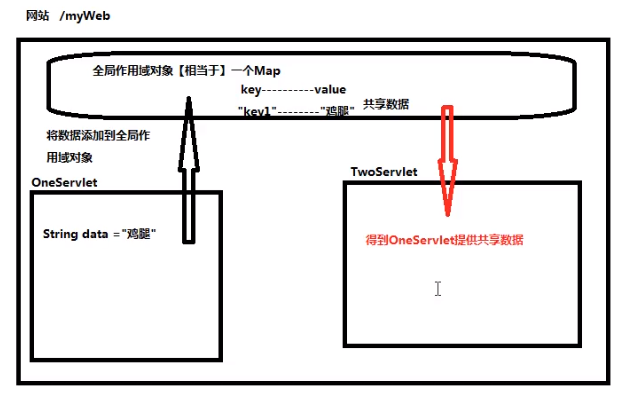 网站 /myWeb
全局作用域对象【相当于】一个Map
key----------value
"key1"--------"鸡腿" 共享数据
将数据添加到全局作
用域对象
OneServlet
String data ="鸡腿"
TwoServlet
得到OneServlet提供共享数据